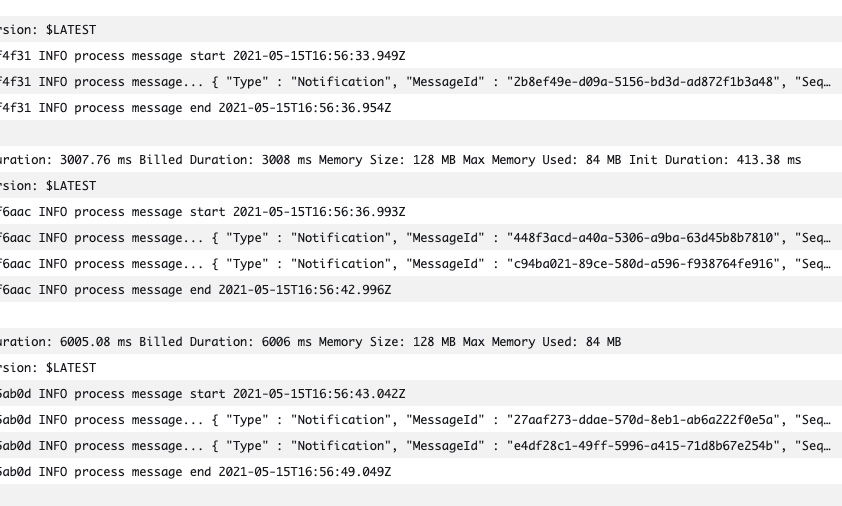 rsion: $LATEST
f4f31 INFO process message start 2021-05-15T16:56:33.949Z
f4f31 INFO process message... { "Type" : "Notification", "MessageId" : "2b8ef49e-d09a-5156-bd3d-ad872f1b3a48", "Seq…
f4f31 INFO process message end 2021-05-15T16:56:36.954Z
uration: 3007.76 ms Billed Duration: 3008 ms Memory Size: 128 MB Max Memory Used: 84 MB Init Duration: 413.38 ms
rsion: $LATEST
f6aac INFO process message start 2021-05-15T16:56:36.993Z
f6aac INFO process message... { "Type" : "Notification", "MessageId" : "448f3acd-a40a-5306-a9ba-63d45b8b7810", "Seq…
f6aac INFO process message... { "Type" : "Notification", "MessageId" : "c94ba021-89ce-580d-a596-f938764fe916", "Seq…
f6aac INFO process message end 2021-05-15T16:56:42.996Z
uration: 6005.08 ms Billed Duration: 6006 ms Memory Size: 128 MB Max Memory Used: 84 MB
rsion: $LATEST
5ab0d INFO process message start 2021-05-15T16:56:43.042Z
5ab0d INFO process message... { "Type" : "Notification", "MessageId" : "27aaf273-ddae-570d-8eb1-ab6a222f0e5a", "Seq…
5ab0d INFO process message... { "Type" : "Notification", "MessageId" : "e4df28c1-49ff-5996-a415-71d8b67e254b", "Seq…
5ab0d INFO process message end 2021-05-15T16:56:49.049Z